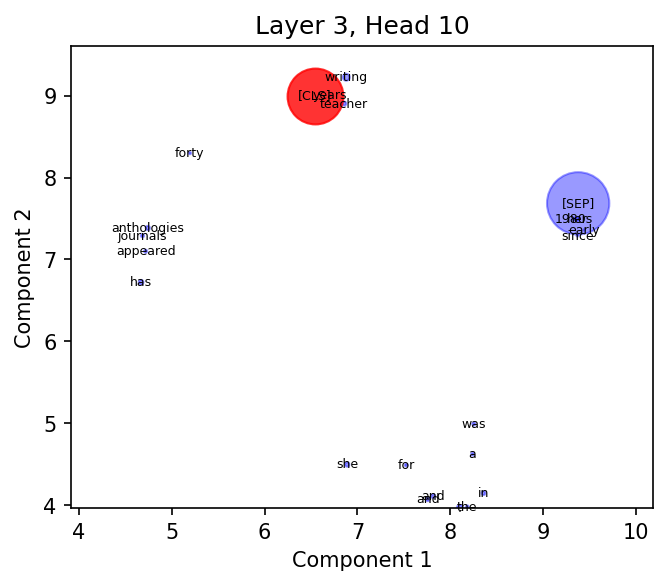 Layer 3, Head 10
writing
[CLS]
years
teacher
forty
[SEP]
1980s
hers
early
since
anthologies
journals
appeared
has
was
a
she
for
in
and
and
the
9
8
7
6
5
4
Component 2
4
5
6
7
8
9
10
Component 1